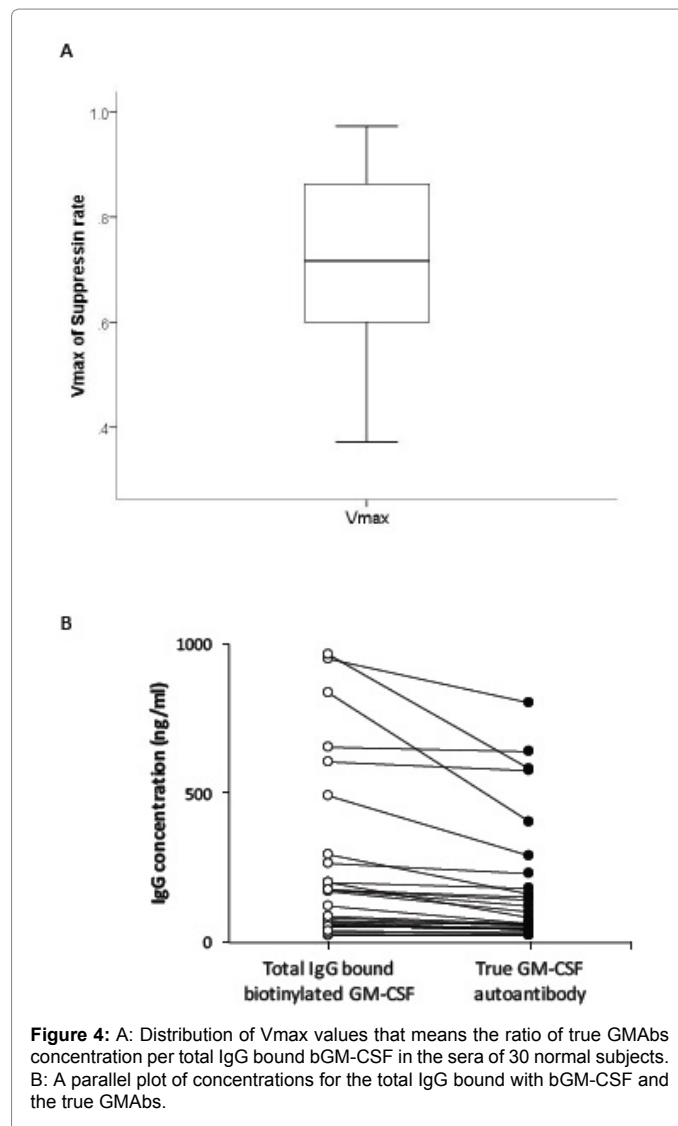 A
Vmax of Suppressin rate
1.0
.8
.6
.4
Vmax
B
IgG concentration (ng/ml)
1000
500
0
Total IgG bound
biotinylated GM-CSF
True GM-CSF
autoantibody
Figure 4: A: Distribution of Vmax values that means the ratio of true GMAbs
concentration per total IgG bound bGM-CSF in the sera of 30 normal subjects.
B: A parallel plot of concentrations for the total IgG bound with bGM-CSF and
the true GMAbs.